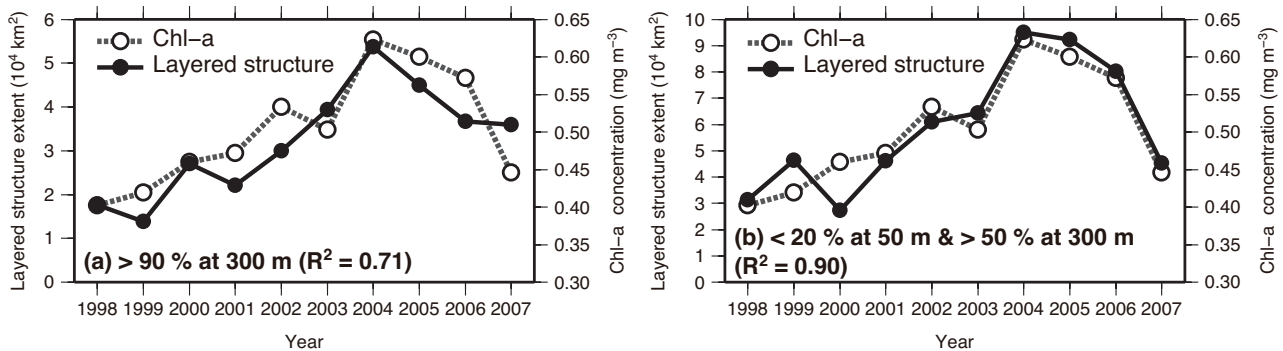 Layered structure extent (10⁴ km²)
6
5
4
3
2
1
0
Chl−a
Layered structure
(a) > 90 % at 300 m (R² = 0.71)
0.65
0.60
0.55
0.50
0.45
0.40
0.35
0.30
Chl−a concentration (mg m⁻³)
1998 1999 2000 2001 2002 2003 2004 2005 2006 2007
Year
Layered structure extent (10⁴ km²)
10
9
8
7
6
5
4
3
2
1
0
Chl−a
Layered structure
(b) < 20 % at 50 m & > 50 % at 300 m
(R² = 0.90)
0.65
0.60
0.55
0.50
0.45
0.40
0.35
0.30
Chl−a concentration (mg m⁻³)
1998 1999 2000 2001 2002 2003 2004 2005 2006 2007
Year